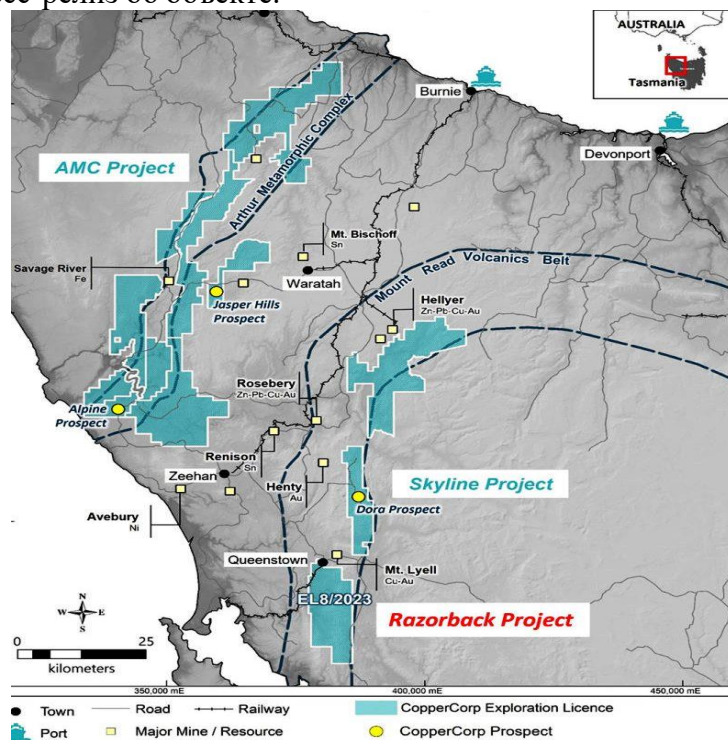 AUSTRALIA
Tasmania
Burnie
Devonport
AMC Project
Arthur Metamorphic Complex
Mt. Bischoff
Sn
Waratah
Savage River
Fe
Jasper Hills
Prospect
Mount Read Volcanics Belt
Hellyer
Zn-Pb-Cu-Au
Rosebery
Zn-Pb-Cu-Au
Alpine
Prospect
Renison
Sn
Zeehan
Henty
Au
Skyline Project
Dora Prospect
Avebury
Ni
Queenstown
Mt. Lyell
Cu-Au
EL8/2023
Razorback Project
N
W E
S
0 25
kilometers
350,000 mE 400,000 mE 450,000 mE
Town Road Railway CopperCorp Exploration Licence
Port Major Mine / Resource CopperCorp Prospect